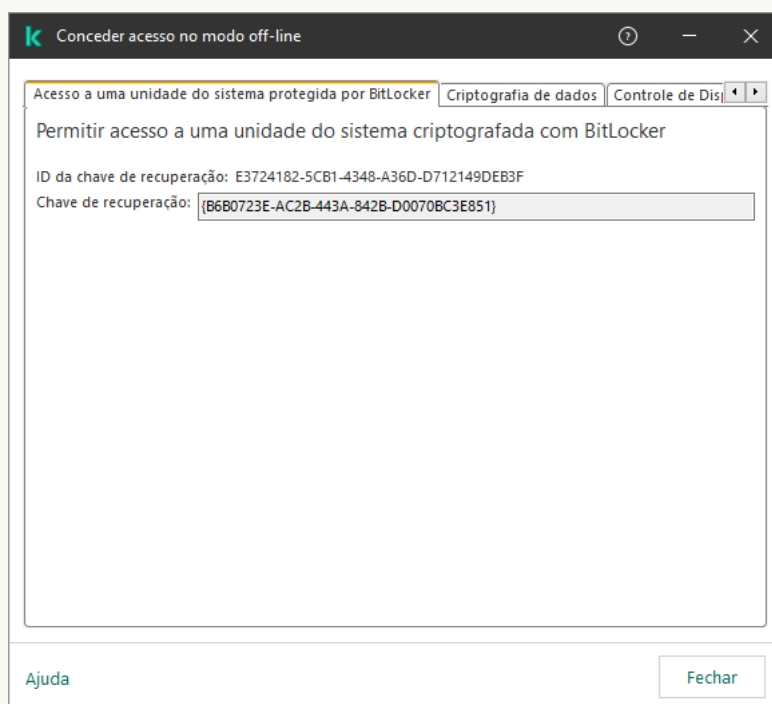 Conceder acesso no modo off-line
Acesso a uma unidade do sistema protegida por BitLocker Criptografia de dados Controle de
Permitir acesso a uma unidade do sistema criptografada com BitLocker
ID da chave de recuperação: E3724182-5CB1-4348-A36D-D712149DEB3F
Chave de recuperação: {B6B0723E-AC2B-443A-842B-D0070BC3E851}
Ajuda Fechar